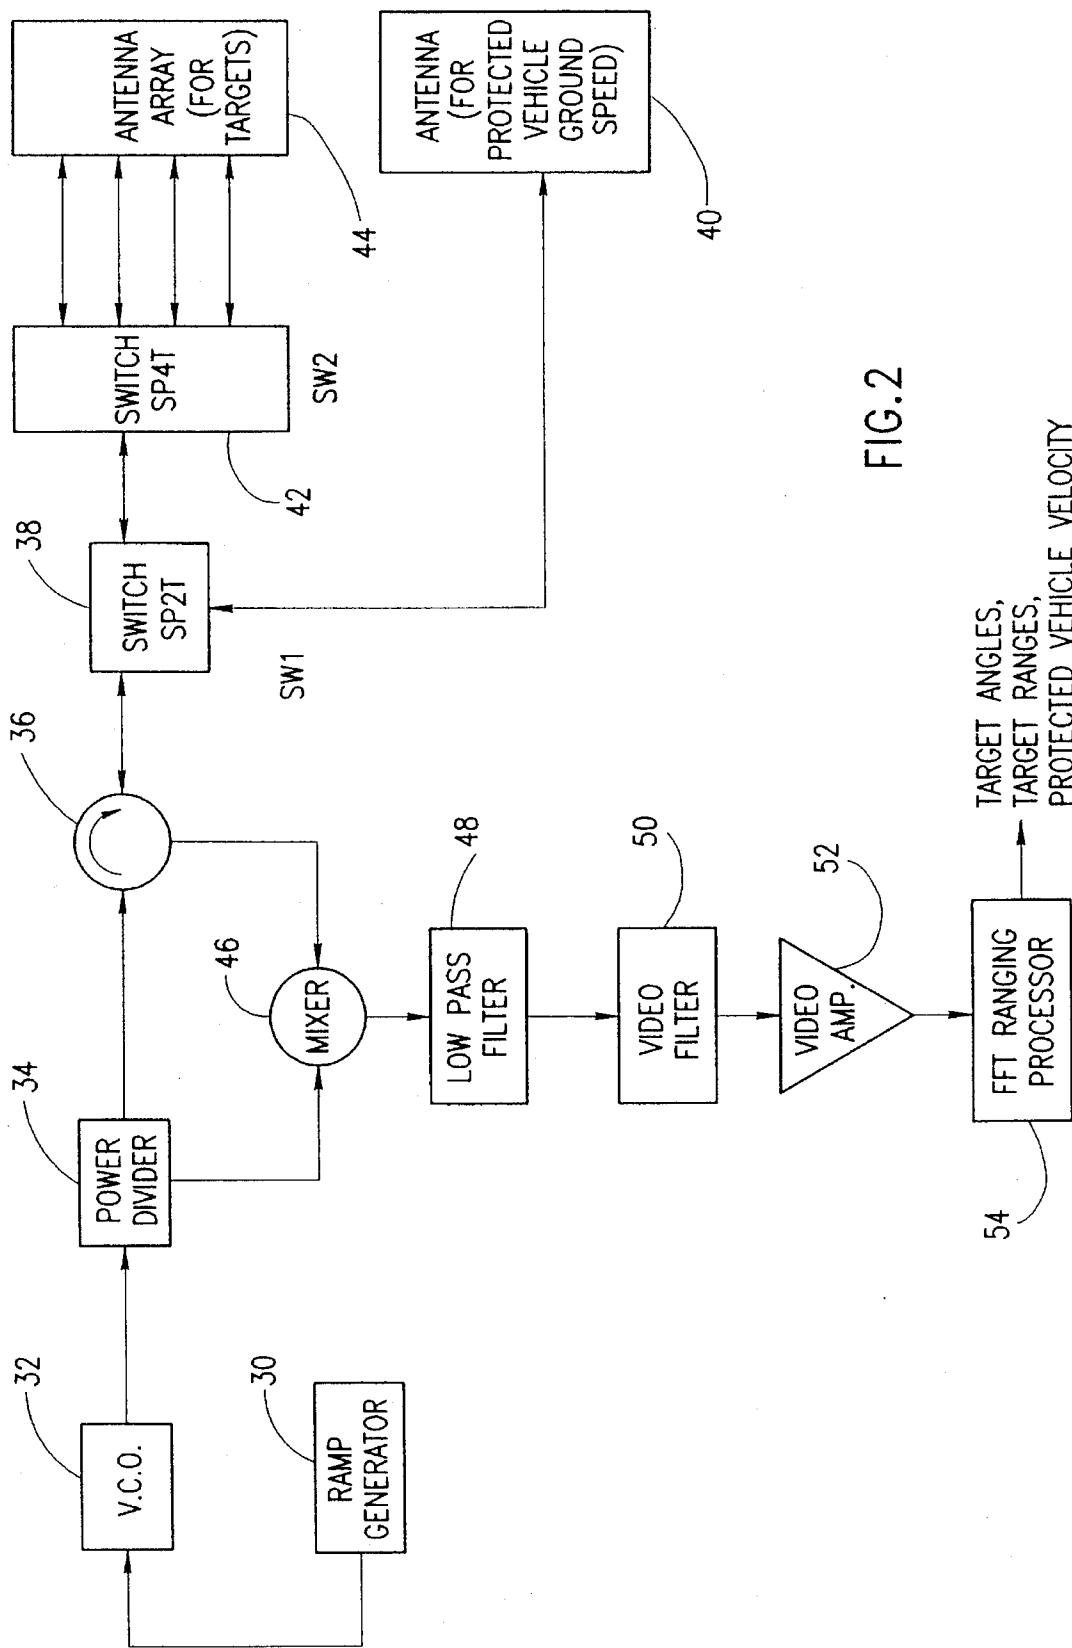 32
V.C.O.
30
RAMP
GENERATOR
34
POWER
DIVIDER
36
38
SWITCH
SP2T
SW1
42
SWITCH
SP4T
SW2
44
ANTENNA
ARRAY
(FOR
TARGETS)
40
ANTENNA
(FOR
PROTECTED
VEHICLE
GROUND
SPEED)
46
MIXER
48
LOW PASS
FILTER
50
VIDEO
FILTER
52
VIDEO
AMP.
54
FFT RANGING
PROCESSOR
TARGET ANGLES,
TARGET RANGES,
PROTECTED VEHICLE VELOCITY
FIG.2